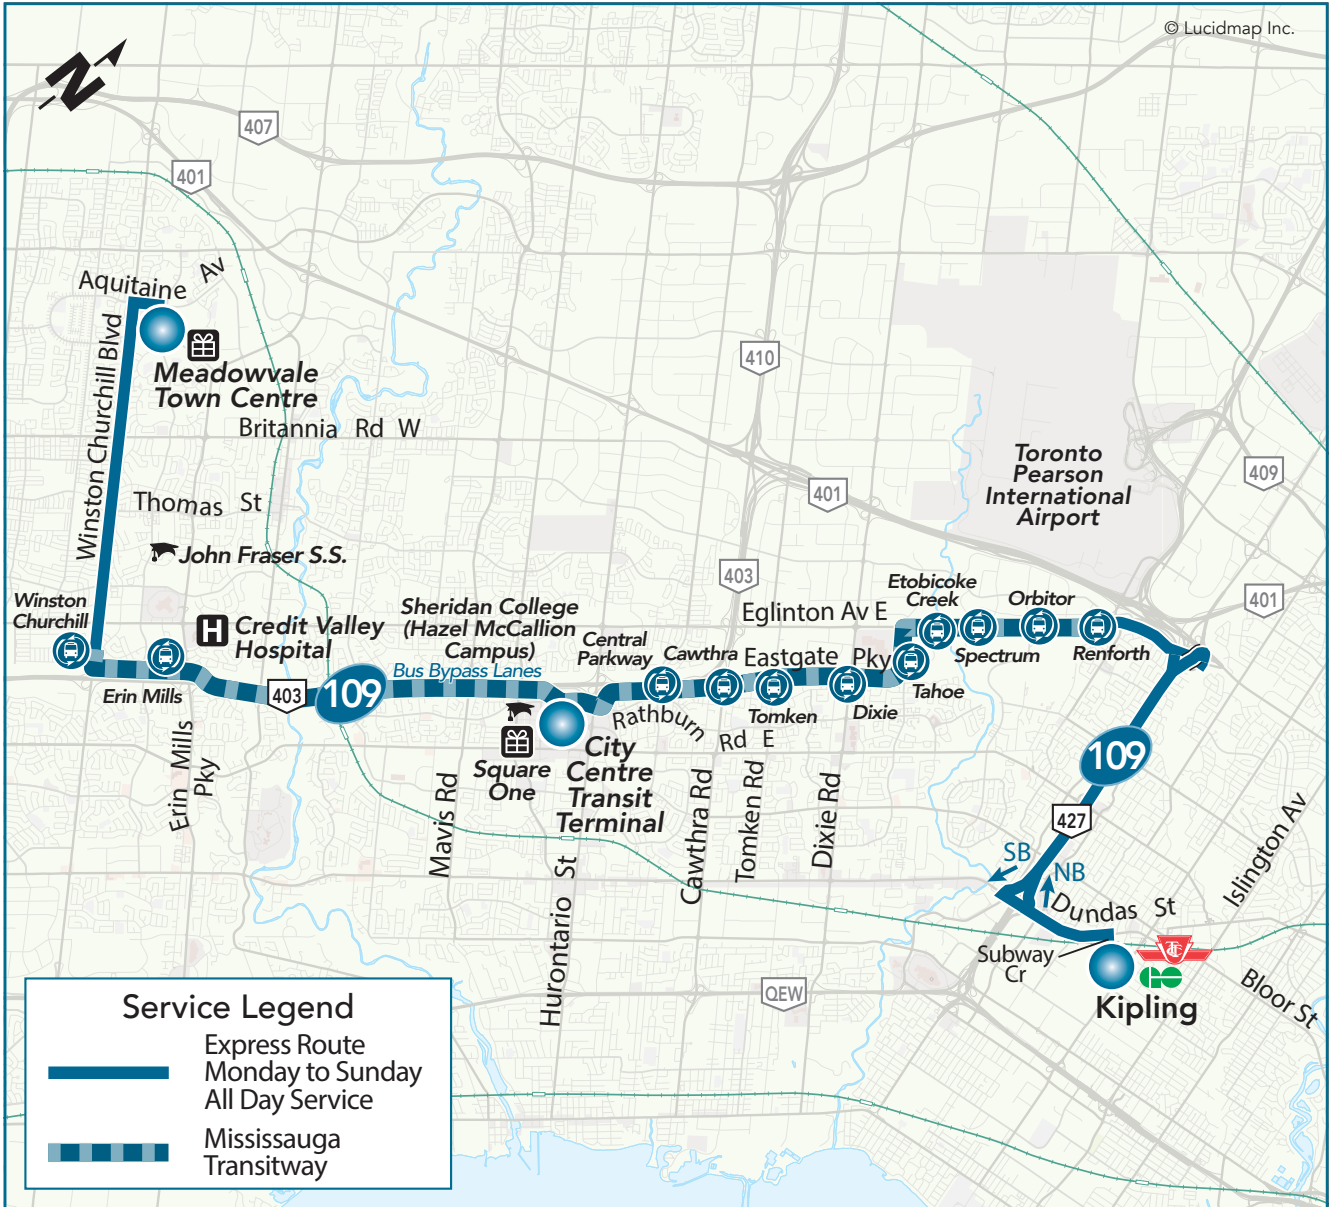 © Lucidmap Inc.
N
407
401
Aquitaine Av
Winston Churchill Blvd
Meadowvale
Town Centre
Britannia Rd W
410
Toronto
Pearson
International
Airport
409
401
Thomas St
John Fraser S.S.
403
401
Winston
Churchill
H
Credit Valley
Hospital
Sheridan College
(Hazel McCallion
Campus)
Bus Bypass Lanes
Central
Parkway
Cawthra
Eglinton Av E
Eastgate Pky
Etobicoke
Creek
Orbitor
Spectrum
Renforth
Erin Mills
403
109
Tomken
Dixie
Tahoe
Rathburn Rd E
Erin Mills
Pky
Square
One
City
Centre
Transit
Terminal
Mavis Rd
Hurontario St
Cawthra Rd
Tomken Rd
Dixie Rd
109
427
SB
NB
Dundas St
Islington Av
Subway
Cr
TTC
GO
Kipling
Bloor St
QEW
Service Legend
Express Route
Monday to Sunday
All Day Service
Mississauga
Transitway